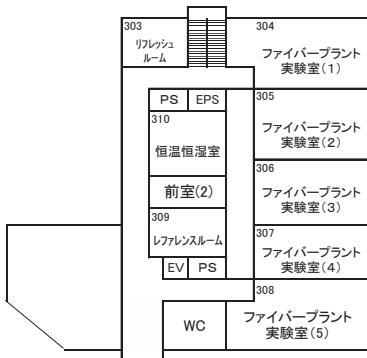 303
リフレッシュ
ルーム
304
ファイバープラント
実験室(1)
PS
EPS
305
ファイバープラント
実験室(2)
310
恒温恒湿室
306
ファイバープラント
実験室(3)
前室(2)
309
レファレンスルーム
307
ファイバープラント
実験室(4)
EV
PS
308
ファイバープラント
実験室(5)
WC